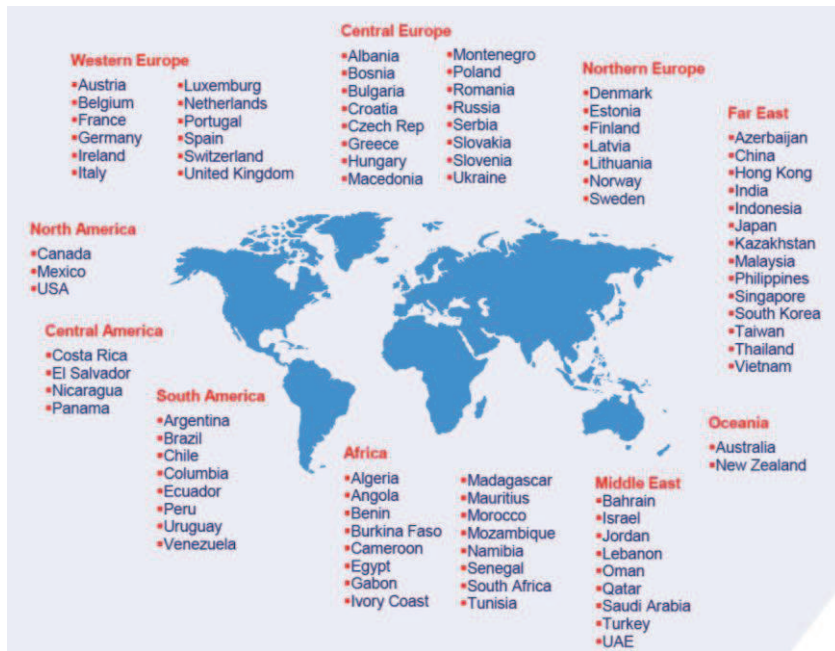 Western Europe
▪Austria
▪Belgium
▪France
▪Germany
▪Ireland
▪Italy
▪Luxemburg
▪Netherlands
▪Portugal
▪Spain
▪Switzerland
▪United Kingdom
Central Europe
▪Albania
▪Bosnia
▪Bulgaria
▪Croatia
▪Czech Rep
▪Greece
▪Hungary
▪Macedonia
▪Montenegro
▪Poland
▪Romania
▪Russia
▪Serbia
▪Slovakia
▪Slovenia
▪Ukraine
Northern Europe
▪Denmark
▪Estonia
▪Finland
▪Latvia
▪Lithuania
▪Norway
▪Sweden
Far East
▪Azerbaijan
▪China
▪Hong Kong
▪India
▪Indonesia
▪Japan
▪Kazakhstan
▪Malaysia
▪Philippines
▪Singapore
▪South Korea
▪Taiwan
▪Thailand
▪Vietnam
North America
▪Canada
▪Mexico
▪USA
Central America
▪Costa Rica
▪El Salvador
▪Nicaragua
▪Panama
South America
▪Argentina
▪Brazil
▪Chile
▪Columbia
▪Ecuador
▪Peru
▪Uruguay
▪Venezuela
Africa
▪Algeria
▪Angola
▪Benin
▪Burkina Faso
▪Cameroon
▪Egypt
▪Gabon
▪Ivory Coast
▪Madagascar
▪Mauritius
▪Morocco
▪Mozambique
▪Namibia
▪Senegal
▪South Africa
▪Tunisia
Middle East
▪Bahrain
▪Israel
▪Jordan
▪Lebanon
▪Oman
▪Qatar
▪Saudi Arabia
▪Turkey
▪UAE
Oceania
▪Australia
▪New Zealand